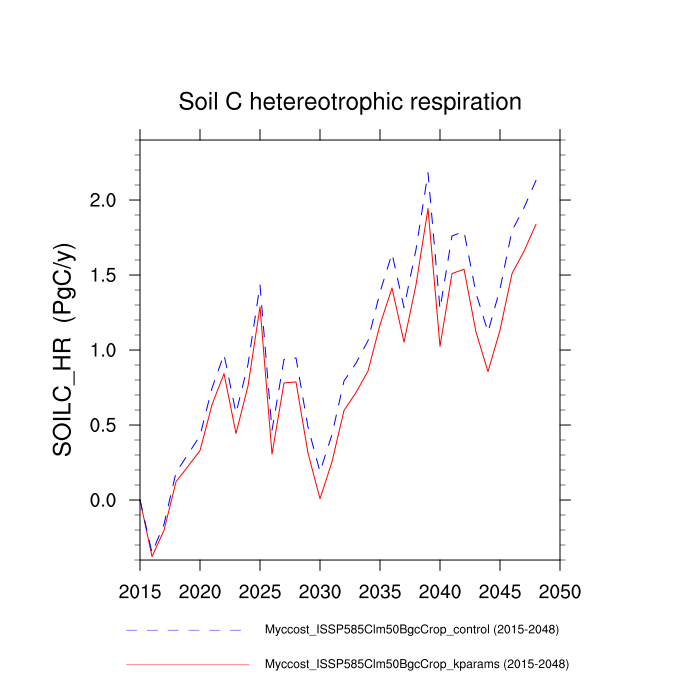 Soil C hetereotrophic respiration
SOILC_HR (PgC/y)
2.0
1.5
1.0
0.5
0.0
2015 2020 2025 2030 2035 2040 2045 2050
Myccost_ISSP585Clm50BgcCrop_control (2015-2048)
Myccost_ISSP585Clm50BgcCrop_kparams (2015-2048)